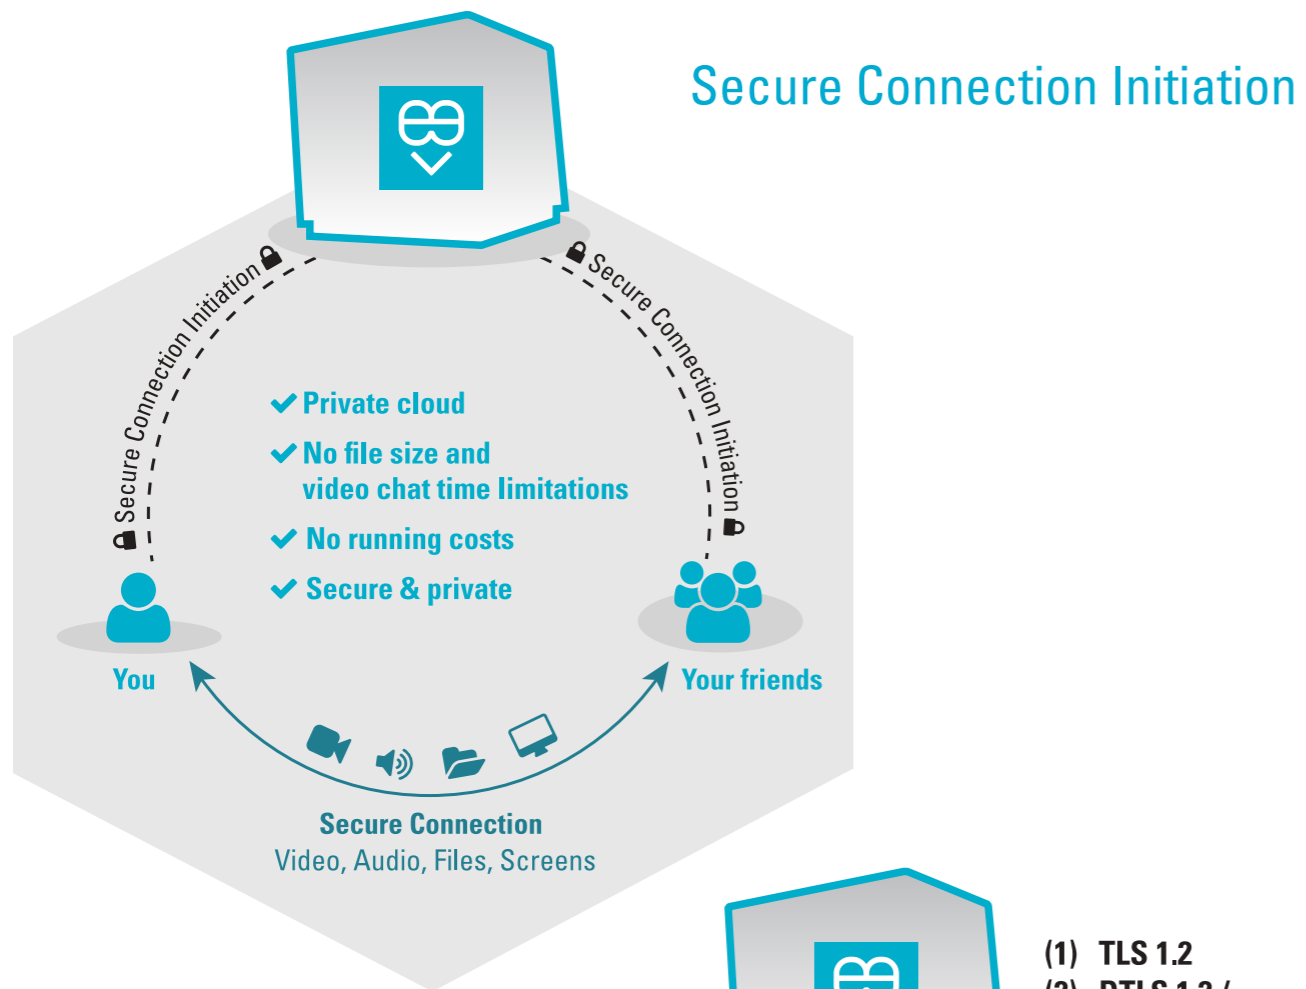 Secure Connection Initiation
Secure Connection Initiation
Secure Connection Initiation
Private cloud
No file size and
video chat time limitations
No running costs
Secure & private
You
Your friends
Secure Connection
Video, Audio, Files, Screens
(1) TLS 1.2